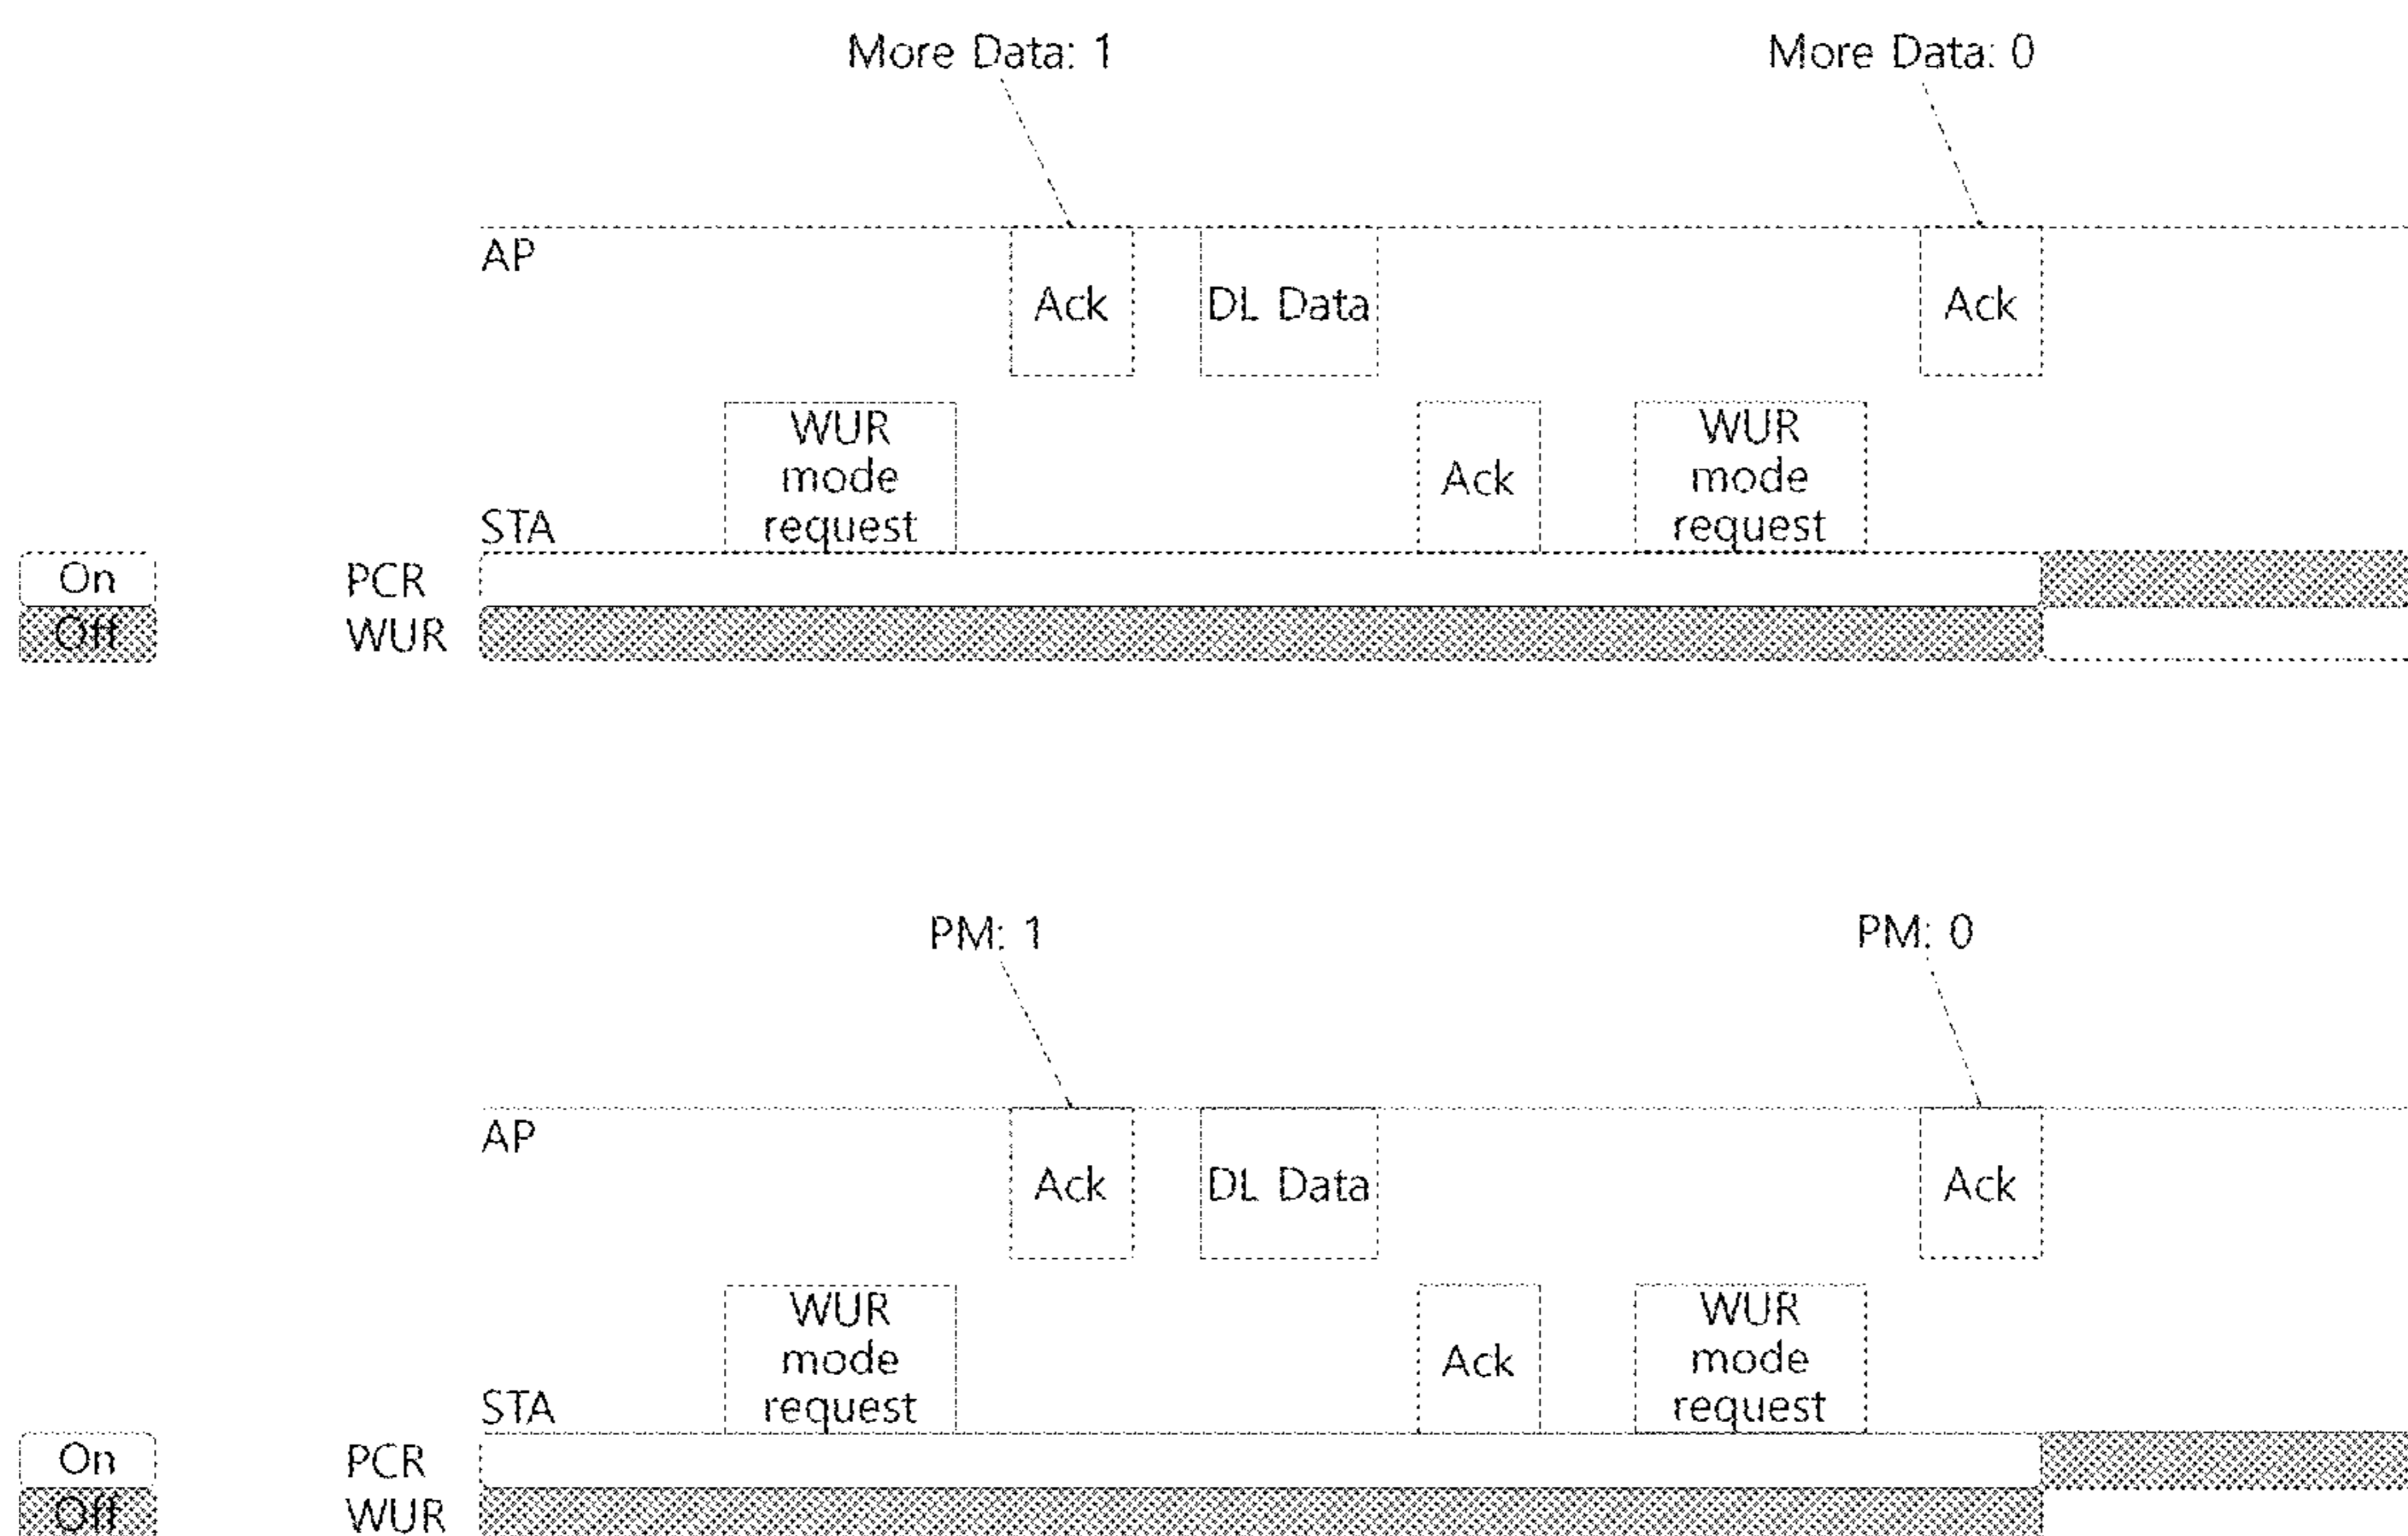 More Data: 1
More Data: 0
AP
Ack
DL Data
Ack
WUR
mode
request
Ack
WUR
mode
request
STA
On
PCR
Off
WUR
PM: 1
PM: 0
AP
Ack
DL Data
Ack
WUR
mode
request
Ack
WUR
mode
request
STA
On
PCR
Off
WUR